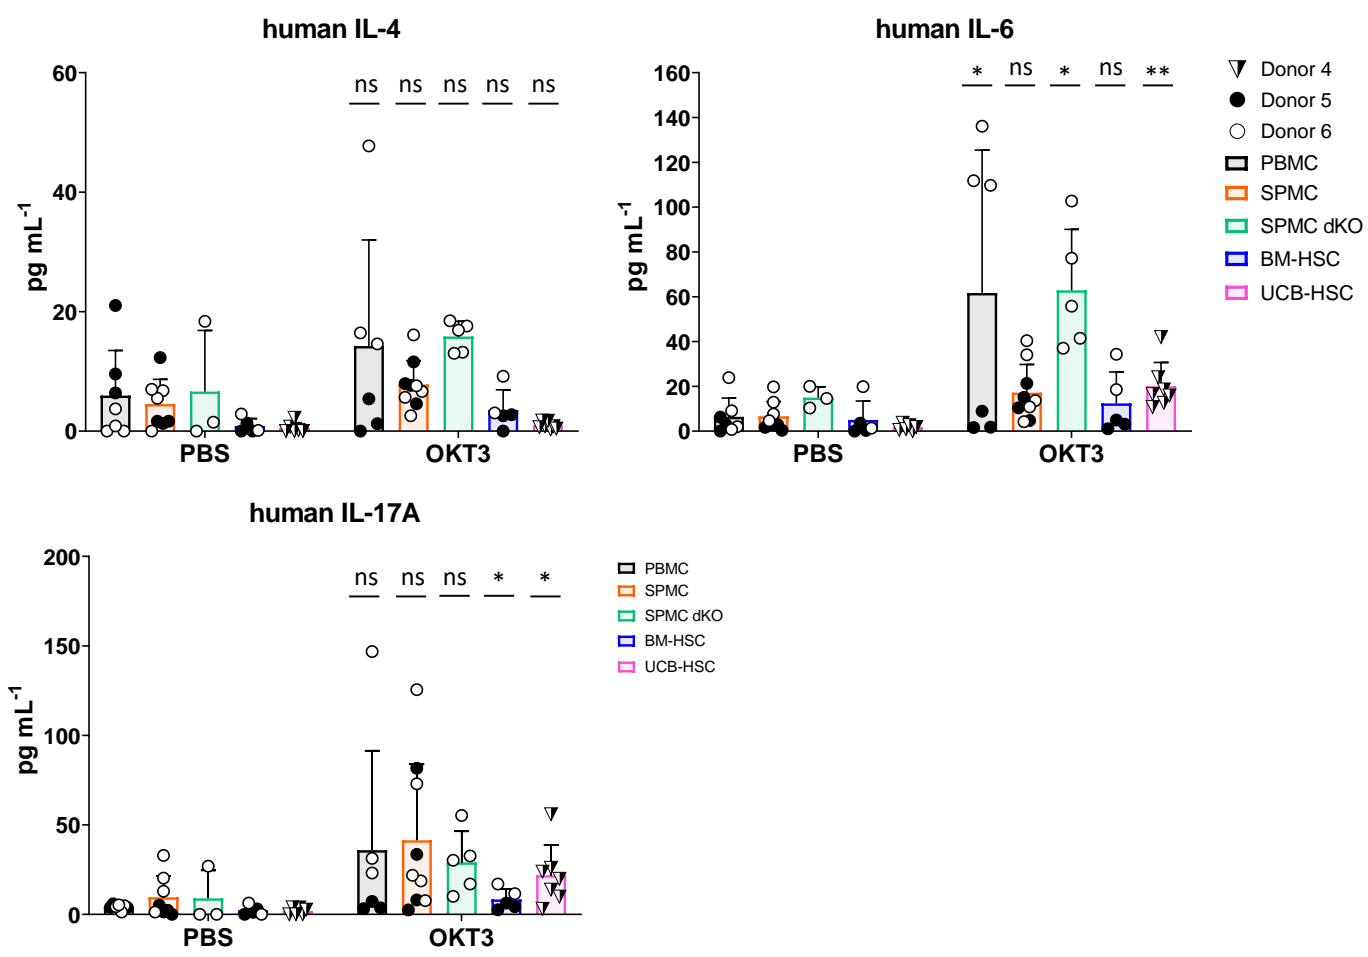 human IL-4
60
40
20
0
pg mL-1
ns ns ns ns ns
PBS OKT3
human IL-6
160
140
120
100
80
60
40
20
0
pg mL-1
* ns * ns **
PBS OKT3
Donor 4
Donor 5
Donor 6
PBMC
SPMC
SPMC dKO
BM-HSC
UCB-HSC
human IL-17A
200
150
100
50
0
pg mL-1
ns ns ns * *
PBS OKT3
PBMC
SPMC
SPMC dKO
BM-HSC
UCB-HSC